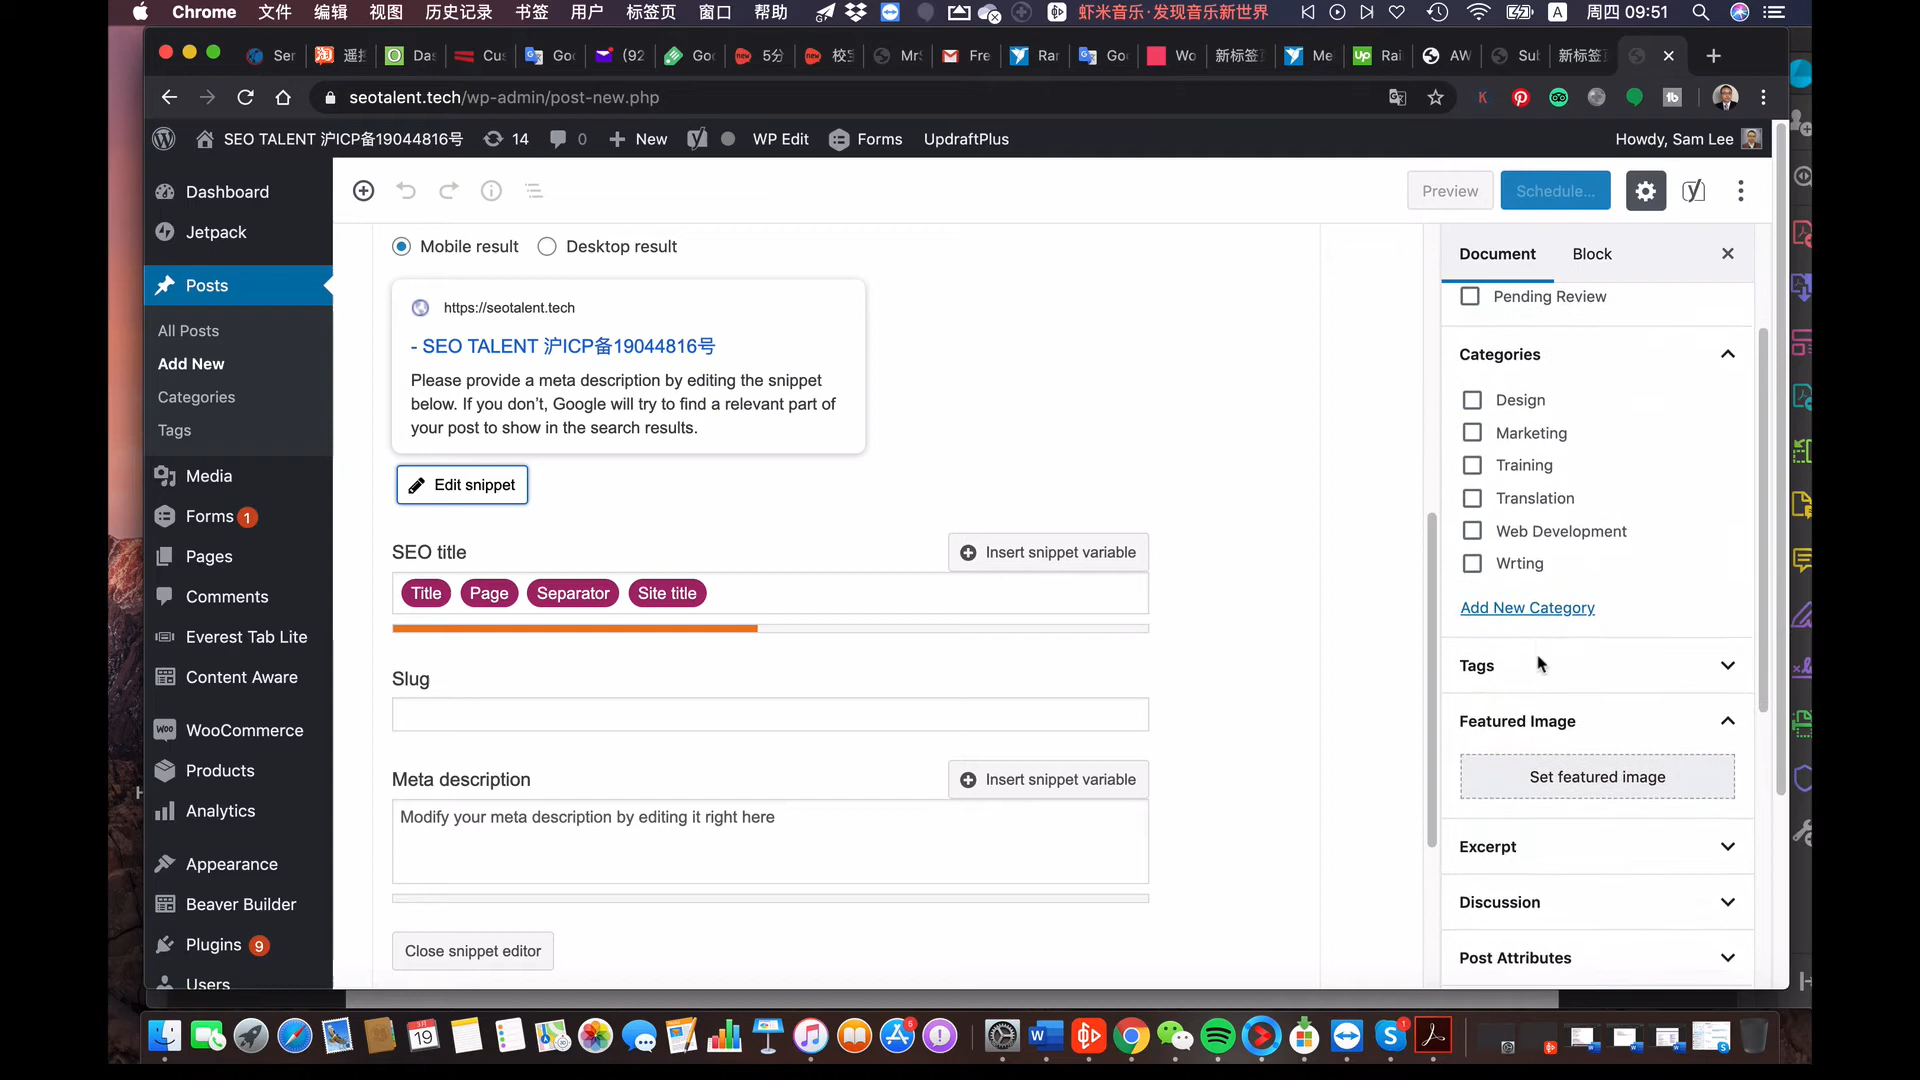 Chrome 文件 编辑 视图 历史记录 书签 用户 标签页 窗口 帮助 虾米音乐·发现音乐新世界 A 周四 09:51
Ser 淘 遥 Das Cus Goo (92 Goo new 5分 new 校宝 Mr Fre Rar Goo Wo 新标签 Me Up Rai AW Sub 新标签
seotalent.tech/wp-admin/post-new.php
SEO TALENT 沪ICP备19044816号 14 0 New WP Edit Forms UpdraftPlus Howdy, Sam Lee
Preview Schedule...
Dashboard
Jetpack
Posts
All Posts
Add New
Categories
Tags
Media
Forms 1
Pages
Comments
Everest Tab Lite
Content Aware
WooCommerce
Products
Analytics
Appearance
Beaver Builder
Plugins 9
Users
Mobile result Desktop result
https://seotalent.tech
- SEO TALENT 沪ICP备19044816号
Please provide a meta description by editing the snippet
below. If you don't, Google will try to find a relevant part of
your post to show in the search results.
Edit snippet
SEO title
Insert snippet variable
Title Page Separator Site title
Slug
Meta description
Insert snippet variable
Modify your meta description by editing it right here
Close snippet editor
Document Block
Pending Review
Categories
Design
Marketing
Training
Translation
Web Development
Wrting
Add New Category
Tags
Featured Image
Set featured image
Excerpt
Discussion
Post Attributes
19